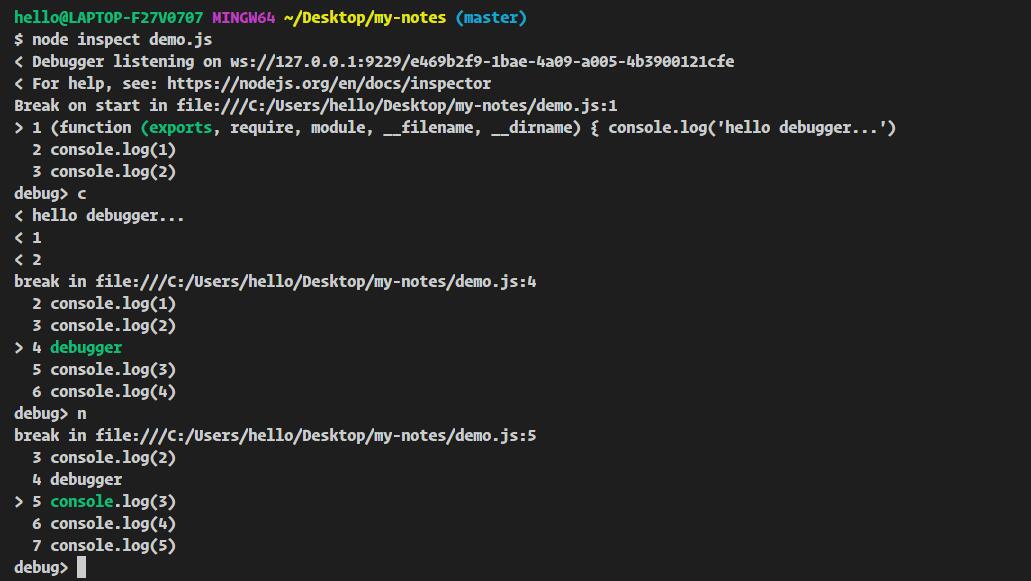 hello@LAPTOP-F27V0707 MINGW64 ~/Desktop/my-notes (master)
$ node inspect demo.js
< Debugger listening on ws://127.0.0.1:9229/e469b2f9-1bae-4a09-a005-4b3900121cfe
< For help, see: https://nodejs.org/en/docs/inspector
Break on start in file:///C:/Users/hello/Desktop/my-notes/demo.js:1
> 1 (function (exports, require, module, __filename, __dirname) { console.log('hello debugger...')
  2 console.log(1)
  3 console.log(2)
debug> c
< hello debugger...
< 1
< 2
break in file:///C:/Users/hello/Desktop/my-notes/demo.js:4
  2 console.log(1)
  3 console.log(2)
> 4 debugger
  5 console.log(3)
  6 console.log(4)
debug> n
break in file:///C:/Users/hello/Desktop/my-notes/demo.js:5
  3 console.log(2)
  4 debugger
> 5 console.log(3)
  6 console.log(4)
  7 console.log(5)
debug>